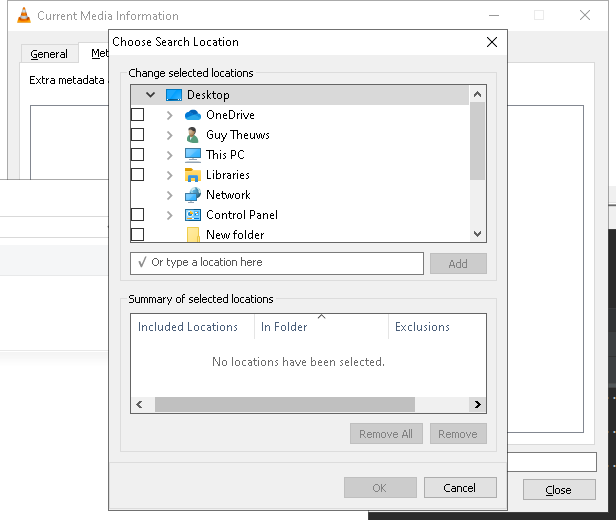 Current Media Information
Choose Search Location
General
Met
Extra metadata
Change selected locations
Desktop
OneDrive
Guy Theuws
This PC
Libraries
Network
Control Panel
New folder
√ Or type a location here
Add
Summary of selected locations
Included Locations
In Folder
Exclusions
No locations have been selected.
Remove All
Remove
OK
Cancel
Close